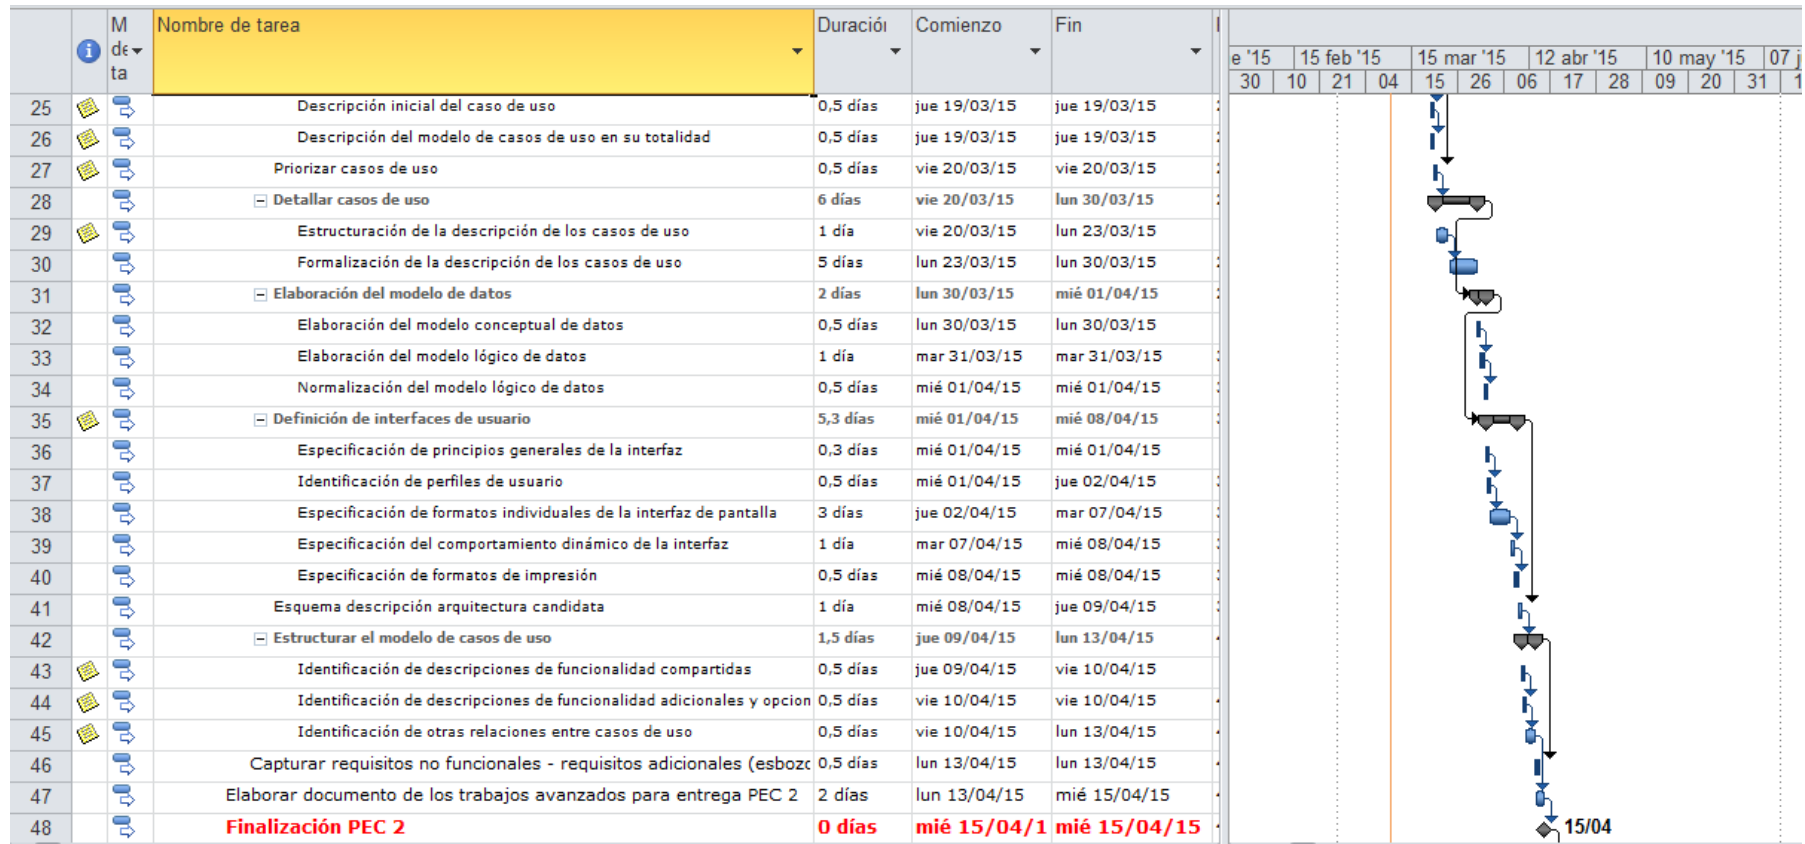 M de ta Nombre de tarea Duración Comienzo Fin
e '15 15 feb '15 15 mar '15 12 abr '15 10 may '15 07 j
30 10 21 04 15 26 06 17 28 09 20 31 1
25 Descripción inicial del caso de uso 0,5 días jue 19/03/15 jue 19/03/15
26 Descripción del modelo de casos de uso en su totalidad 0,5 días jue 19/03/15 jue 19/03/15
27 Priorizar casos de uso 0,5 días vie 20/03/15 vie 20/03/15
28 Detallar casos de uso 6 días vie 20/03/15 lun 30/03/15
29 Estructuración de la descripción de los casos de uso 1 día vie 20/03/15 lun 23/03/15
30 Formalización de la descripción de los casos de uso 5 días lun 23/03/15 lun 30/03/15
31 Elaboración del modelo de datos 2 días lun 30/03/15 mié 01/04/15
32 Elaboración del modelo conceptual de datos 0,5 días lun 30/03/15 lun 30/03/15
33 Elaboración del modelo lógico de datos 1 día mar 31/03/15 mar 31/03/15
34 Normalización del modelo lógico de datos 0,5 días mié 01/04/15 mié 01/04/15
35 Definición de interfaces de usuario 5,3 días mié 01/04/15 mié 08/04/15
36 Especificación de principios generales de la interfaz 0,3 días mié 01/04/15 mié 01/04/15
37 Identificación de perfiles de usuario 0,5 días mié 01/04/15 jue 02/04/15
38 Especificación de formatos individuales de la interfaz de pantalla 3 días jue 02/04/15 mar 07/04/15
39 Especificación del comportamiento dinámico de la interfaz 1 día mar 07/04/15 mié 08/04/15
40 Especificación de formatos de impresión 0,5 días mié 08/04/15 mié 08/04/15
41 Esquema descripción arquitectura candidata 1 día mié 08/04/15 jue 09/04/15
42 Estructurar el modelo de casos de uso 1,5 días jue 09/04/15 lun 13/04/15
43 Identificación de descripciones de funcionalidad compartidas 0,5 días jue 09/04/15 vie 10/04/15
44 Identificación de descripciones de funcionalidad adicionales y opcion 0,5 días vie 10/04/15 vie 10/04/15
45 Identificación de otras relaciones entre casos de uso 0,5 días vie 10/04/15 lun 13/04/15
46 Capturar requisitos no funcionales - requisitos adicionales (esbozo 0,5 días lun 13/04/15 lun 13/04/15
47 Elaborar documento de los trabajos avanzados para entrega PEC 2 2 días lun 13/04/15 mié 15/04/15
48 Finalización PEC 2 0 días mié 15/04/1 mié 15/04/15 15/04